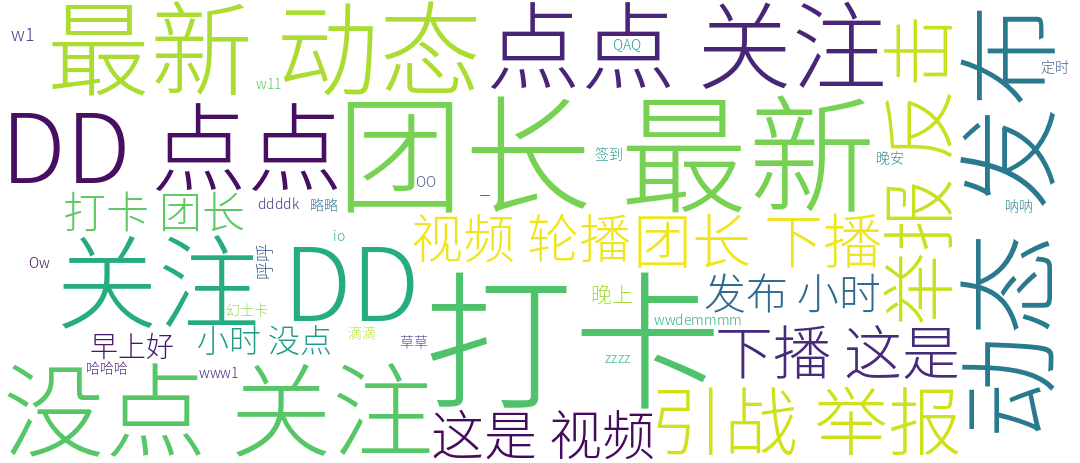 w1
最新 动态
w11
点点 关注
QAQ
反击
发布
定时
DD 点点
团长 最新
签到
晚安
OO
ddddk
略略
一
呐呐
打卡 团长
视频 轮播
团长 下播
举报
动态
关注 DD
io
Ow
呼呼
幻士卡
打卡
晚上
发布 小时
wwdemmmm
早上好
小时 没点
滴滴
草草
zzzz
下播 这是
哈哈哈
www1
没点 关注
这是 视频
引战 举报